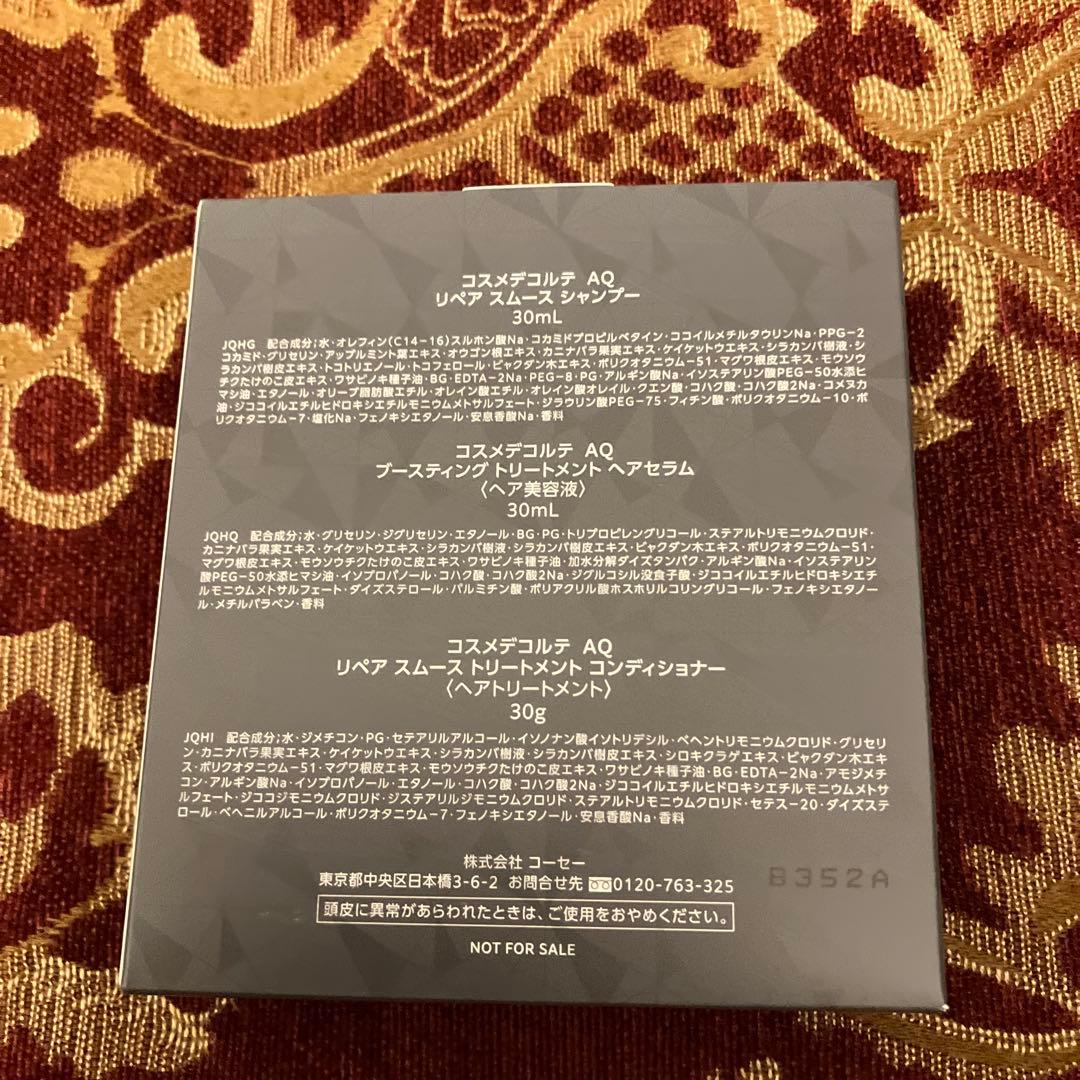 コスメデコルテ AQ
リペア スムース シャンプー
30mL
JQHG 配合成分;水・オレフィン(C14-16)スルホン酸Na・コカミドプロピルベタイン・ココイルメチルタウリンNa・PPG-2
コカミド・グリセリン・アップルミント葉エキス・オウゴン根エキス・カニナバラ果実エキス・ケイケットウエキス・シラカンバ樹液・シ
ラカンバ樹皮エキス・トコトリエノール・トコフェロール・ビャクダン木エキス・ポリクオタニウム-51・マグワ根皮エキス・モウソウ
チクたけのこ皮エキス・ワサビノキ種子油・BG・EDTA-2Na・PEG-8・PG・アルギン酸Na・イソステアリン酸PEG-50水添ヒ
マシ油・エタノール・オリーブ脂肪酸エチル・オレイン酸エチル・オレイン酸オレイル・クエン酸・コハク酸・コハク酸2Na・コメヌカ
油・ジココイルエチルヒドロキシエチルモニウムメトサルフェート・ジラウリン酸PEG-75・フィチン酸・ポリクオタニウム-10・ポ
リクオタニウム-7・塩化Na・フェノキシエタノール・安息香酸Na・香料
コスメデコルテ AQ
ブースティング トリートメント ヘアセラム
〈ヘア美容液〉
30mL
JQHQ 配合成分;水・グリセリン・ジグリセリン・エタノール・BG・PG・トリプロピレングリコール・ステアルトリモニウムクロリド・
カニナバラ果実エキス・ケイケットウエキス・シラカンバ樹液・シラカンバ樹皮エキス・ビャクダン木エキス・ポリクオタニウム-51・
マグワ根皮エキス・モウソウチクたけのこ皮エキス・ワサビノキ種子油・加水分解ダイズタンパク・アルギン酸Na・イソステアリン
酸PEG-50水添ヒマシ油・イソプロパノール・コハク酸・コハク酸2Na・ジグルコシル没食子酸・ジココイルエチルヒドロキシエチ
ルモニウムメトサルフェート・ダイズステロール・パルミチン酸・ポリアクリル酸ホスホリルコリングリコール・フェノキシエタノー
ル・メチルパラベン・香料
コスメデコルテ AQ
リペア スムース トリートメント コンディショナー
〈ヘアトリートメント〉
30g
JQHI 配合成分;水・ジメチコン・PG・セテアリルアルコール・イソノナン酸イソトリデシル・ベヘントリモニウムクロリド・グリセリ
ン・カニナバラ果実エキス・ケイケットウエキス・シラカンバ樹液・シラカンバ樹皮エキス・シロキクラゲエキス・ビャクダン木エキ
ス・ポリクオタニウム-51・マグワ根皮エキス・モウソウチクたけのこ皮エキス・ワサビノキ種子油・BG・EDTA-2Na・アモジメチ
コン・アルギン酸Na・イソプロパノール・エタノール・コハク酸・コハク酸2Na・ジココイルエチルヒドロキシエチルモニウムメトサ
ルフェート・ジココジモニウムクロリド・ジステアリルジモニウムクロリド・ステアルトリモニウムクロリド・セテス-20・ダイズステ
ロール・ベヘニルアルコール・ポリクオタニウム-7・フェノキシエタノール・安息香酸Na・香料
株式会社 コーセー
東京都中央区日本橋3-6-2 お問合せ先 0120-763-325
B352A
頭皮に異常があらわれたときは、ご使用をおやめください。
NOT FOR SALE